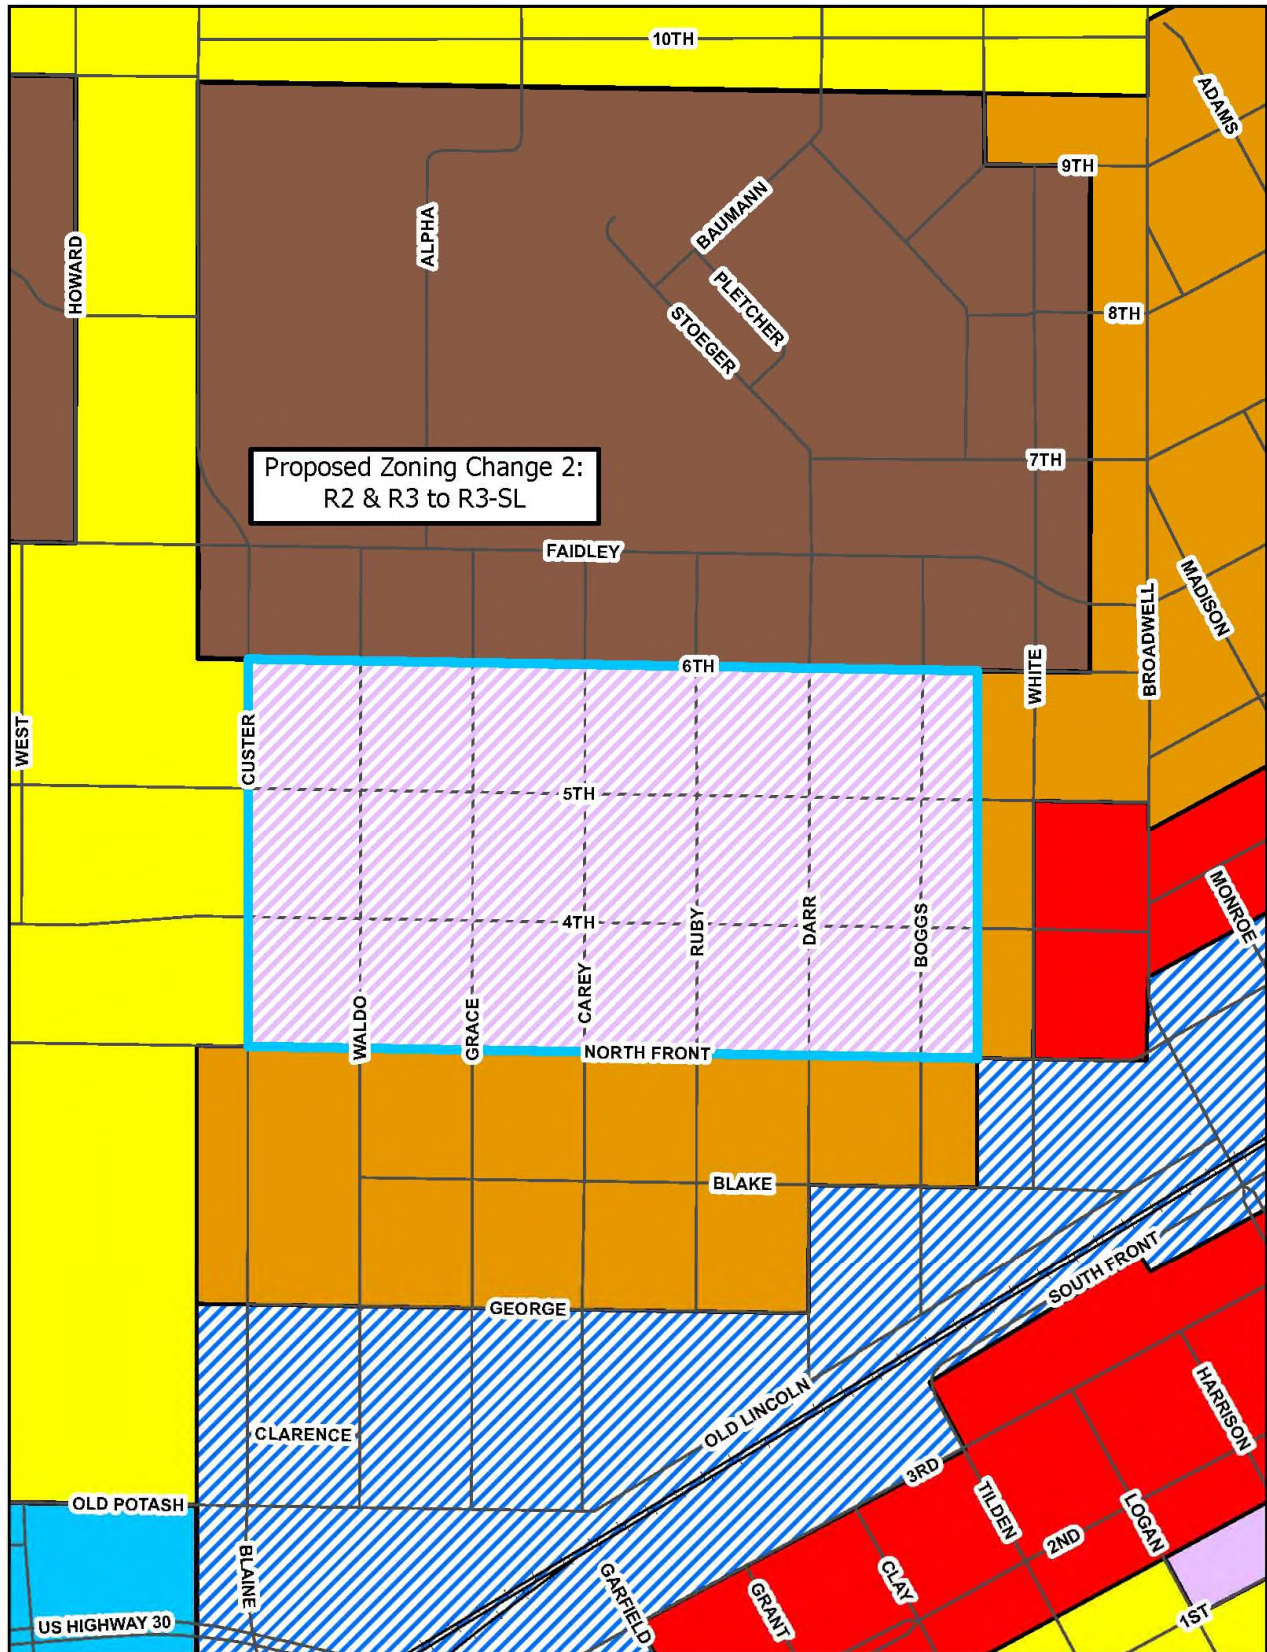 10TH
ADAMS
9TH
BAUMANN
ALPHA
HOWARD
PLETCHER
8TH
STOEGER
Proposed Zoning Change 2:
R2 & R3 to R3-SL
7TH
FAIDLEY
MADISON
BROADWELL
6TH
WHITE
WEST
CUSTER
5TH
MONROE
4TH
RUBY
DARR
BOGGS
CAREY
WALDO
GRACE
NORTH FRONT
BLAKE
SOUTH FRONT
GEORGE
HARRISON
OLD LINCOLN
CLARENCE
3RD
OLD POTASH
TILDEN
LOGAN
2ND
BLAINE
GARFIELD
GRANT
CLAY
1ST
US HIGHWAY 30